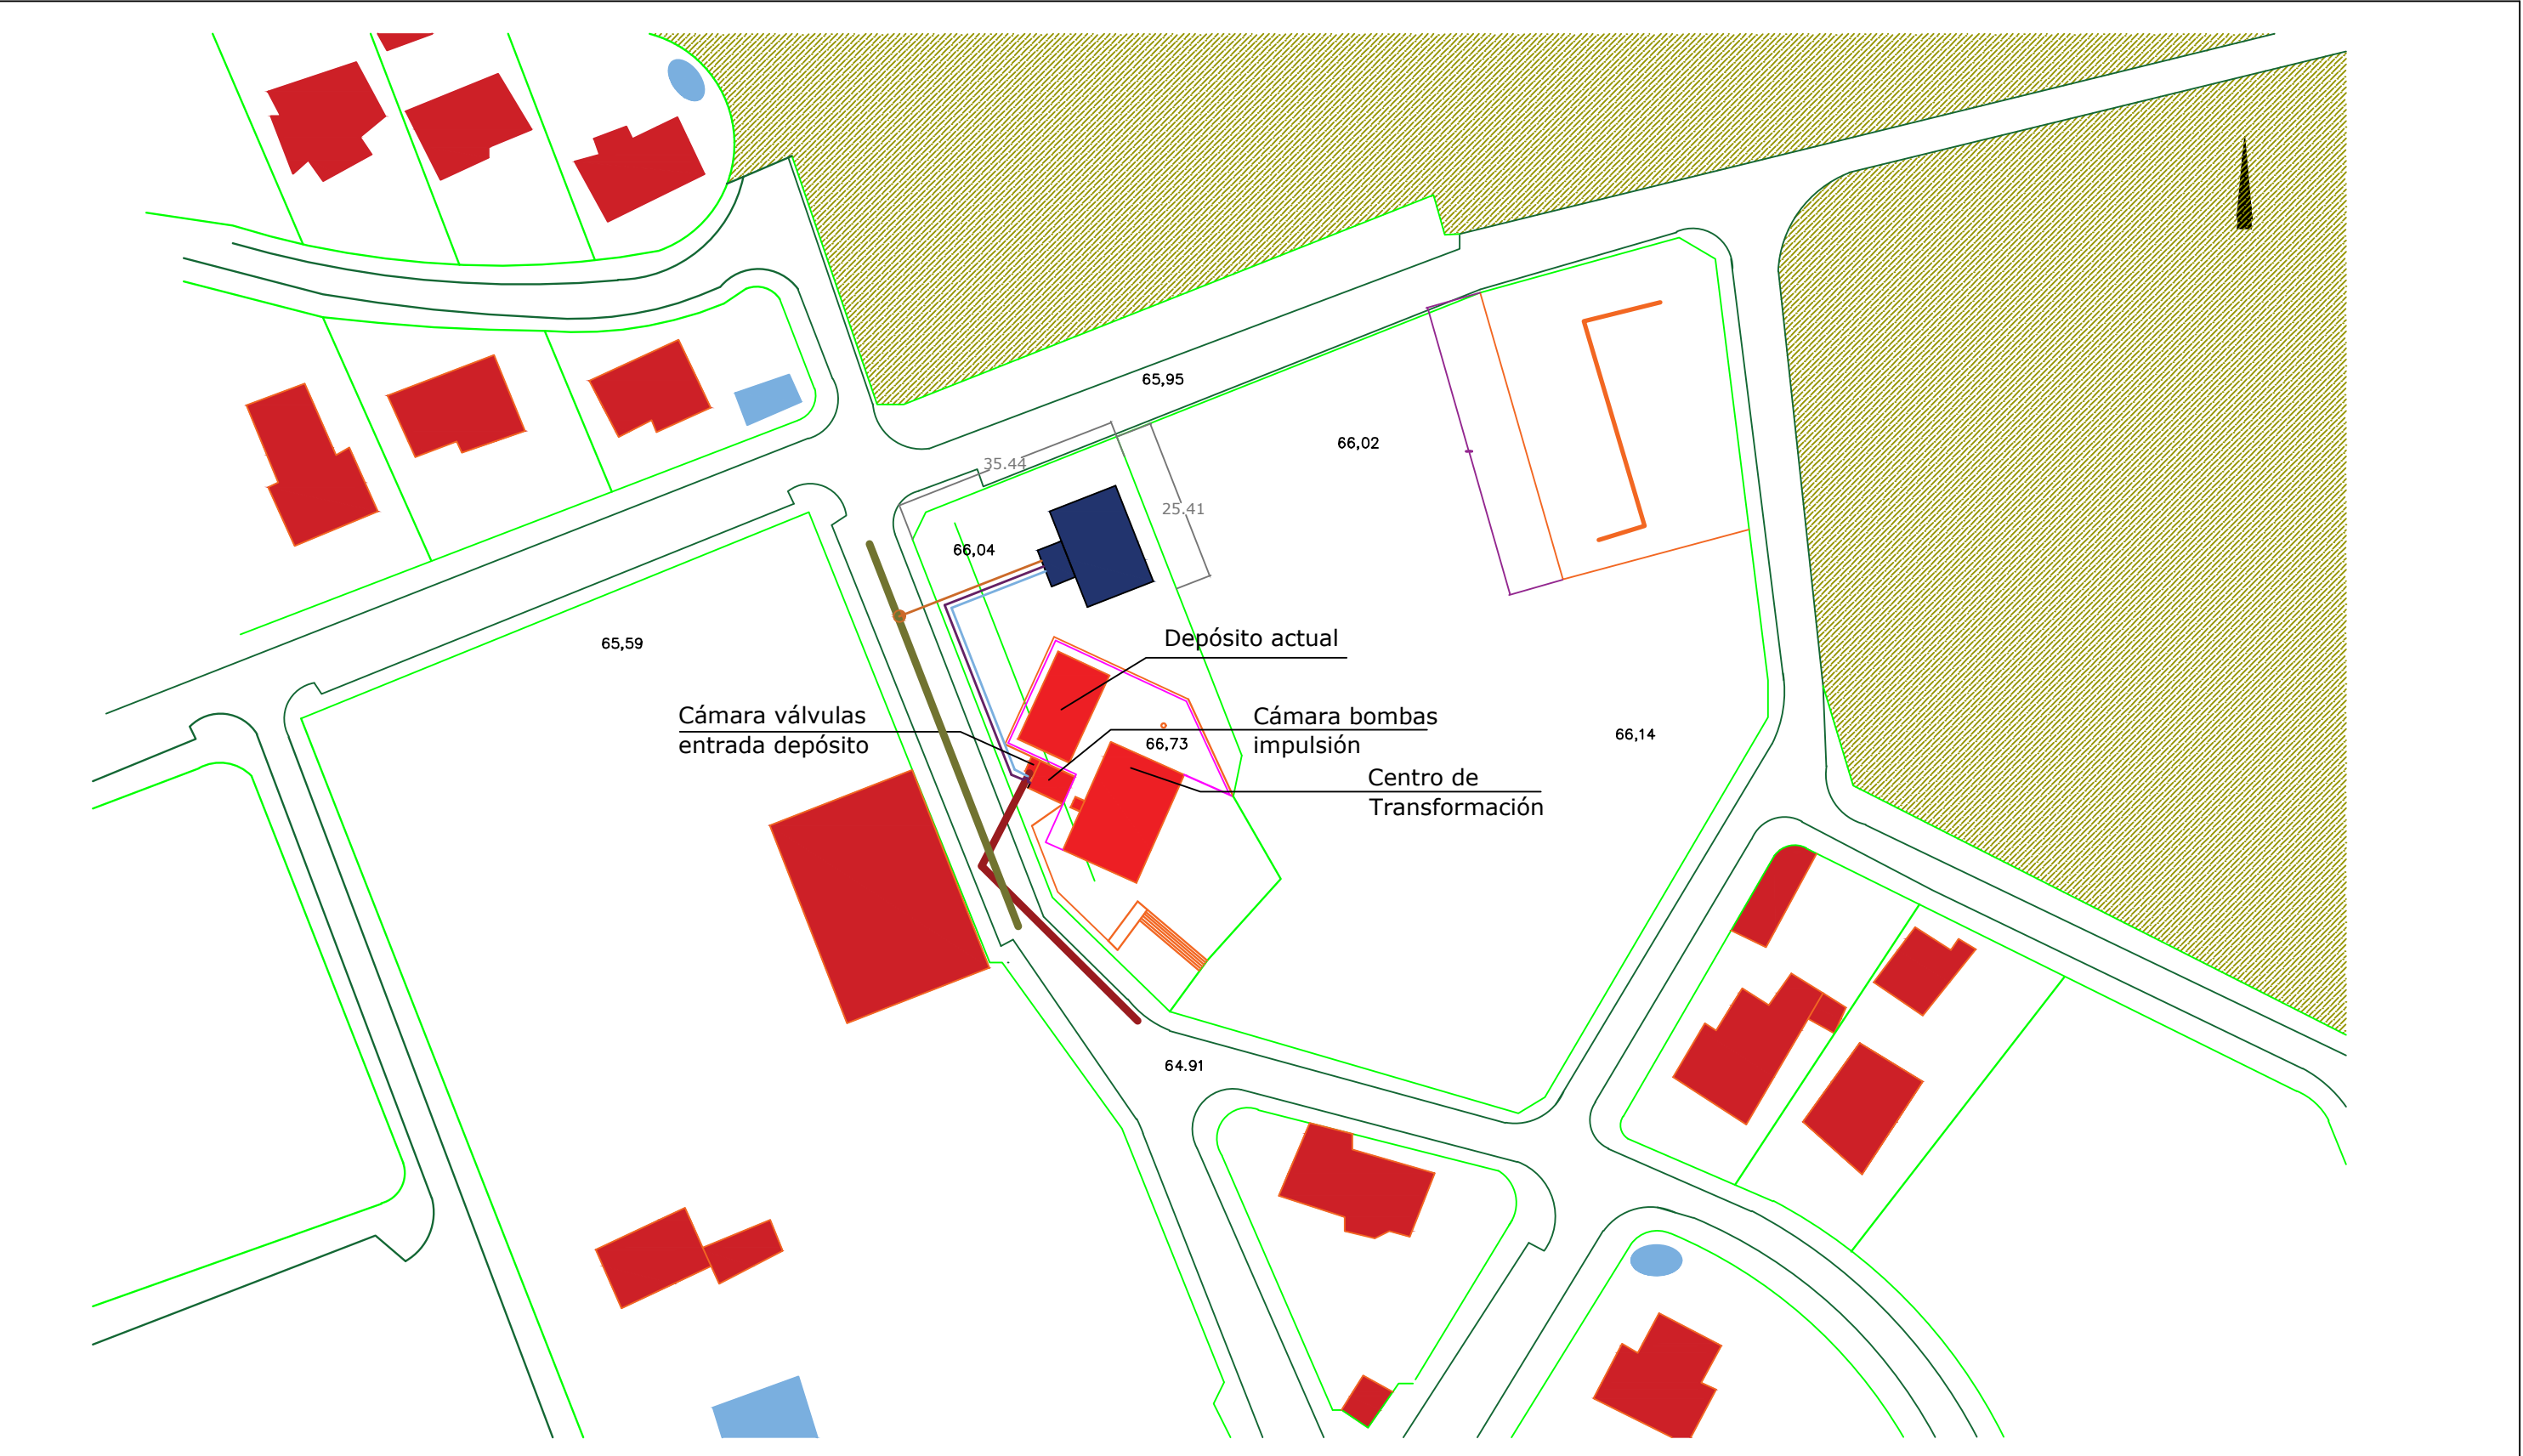 65,95
66,02
35.44
25.41
66,04
Depósito actual
65,59
Cámara válvulas
entrada depósito
Cámara bombas
impulsión
66,73
66,14
Centro de
Transformación
64.91